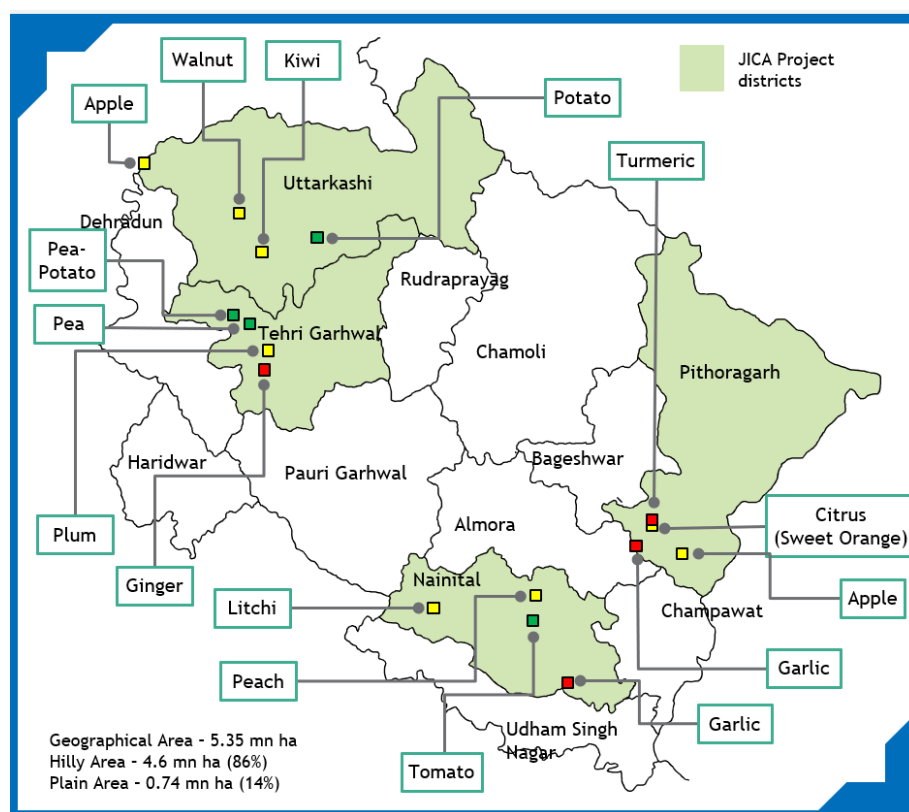 Walnut
Kiwi
JICA Project
districts
Apple
Potato
Turmeric
Uttarkashi
Dehradun
Pea-
Potato
Rudraprayag
Pea
Tehri Garhwal
Chamoli
Pithoragarh
Plum
Haridwar
Pauri Garhwal
Bageshwar
Citrus
(Sweet Orange)
Almora
Ginger
Nainital
Litchi
Champawat
Apple
Peach
Garlic
Udham Singh
Nagar
Garlic
Tomato
Geographical Area - 5.35 mn ha
Hilly Area - 4.6 mn ha (86%)
Plain Area - 0.74 mn ha (14%)